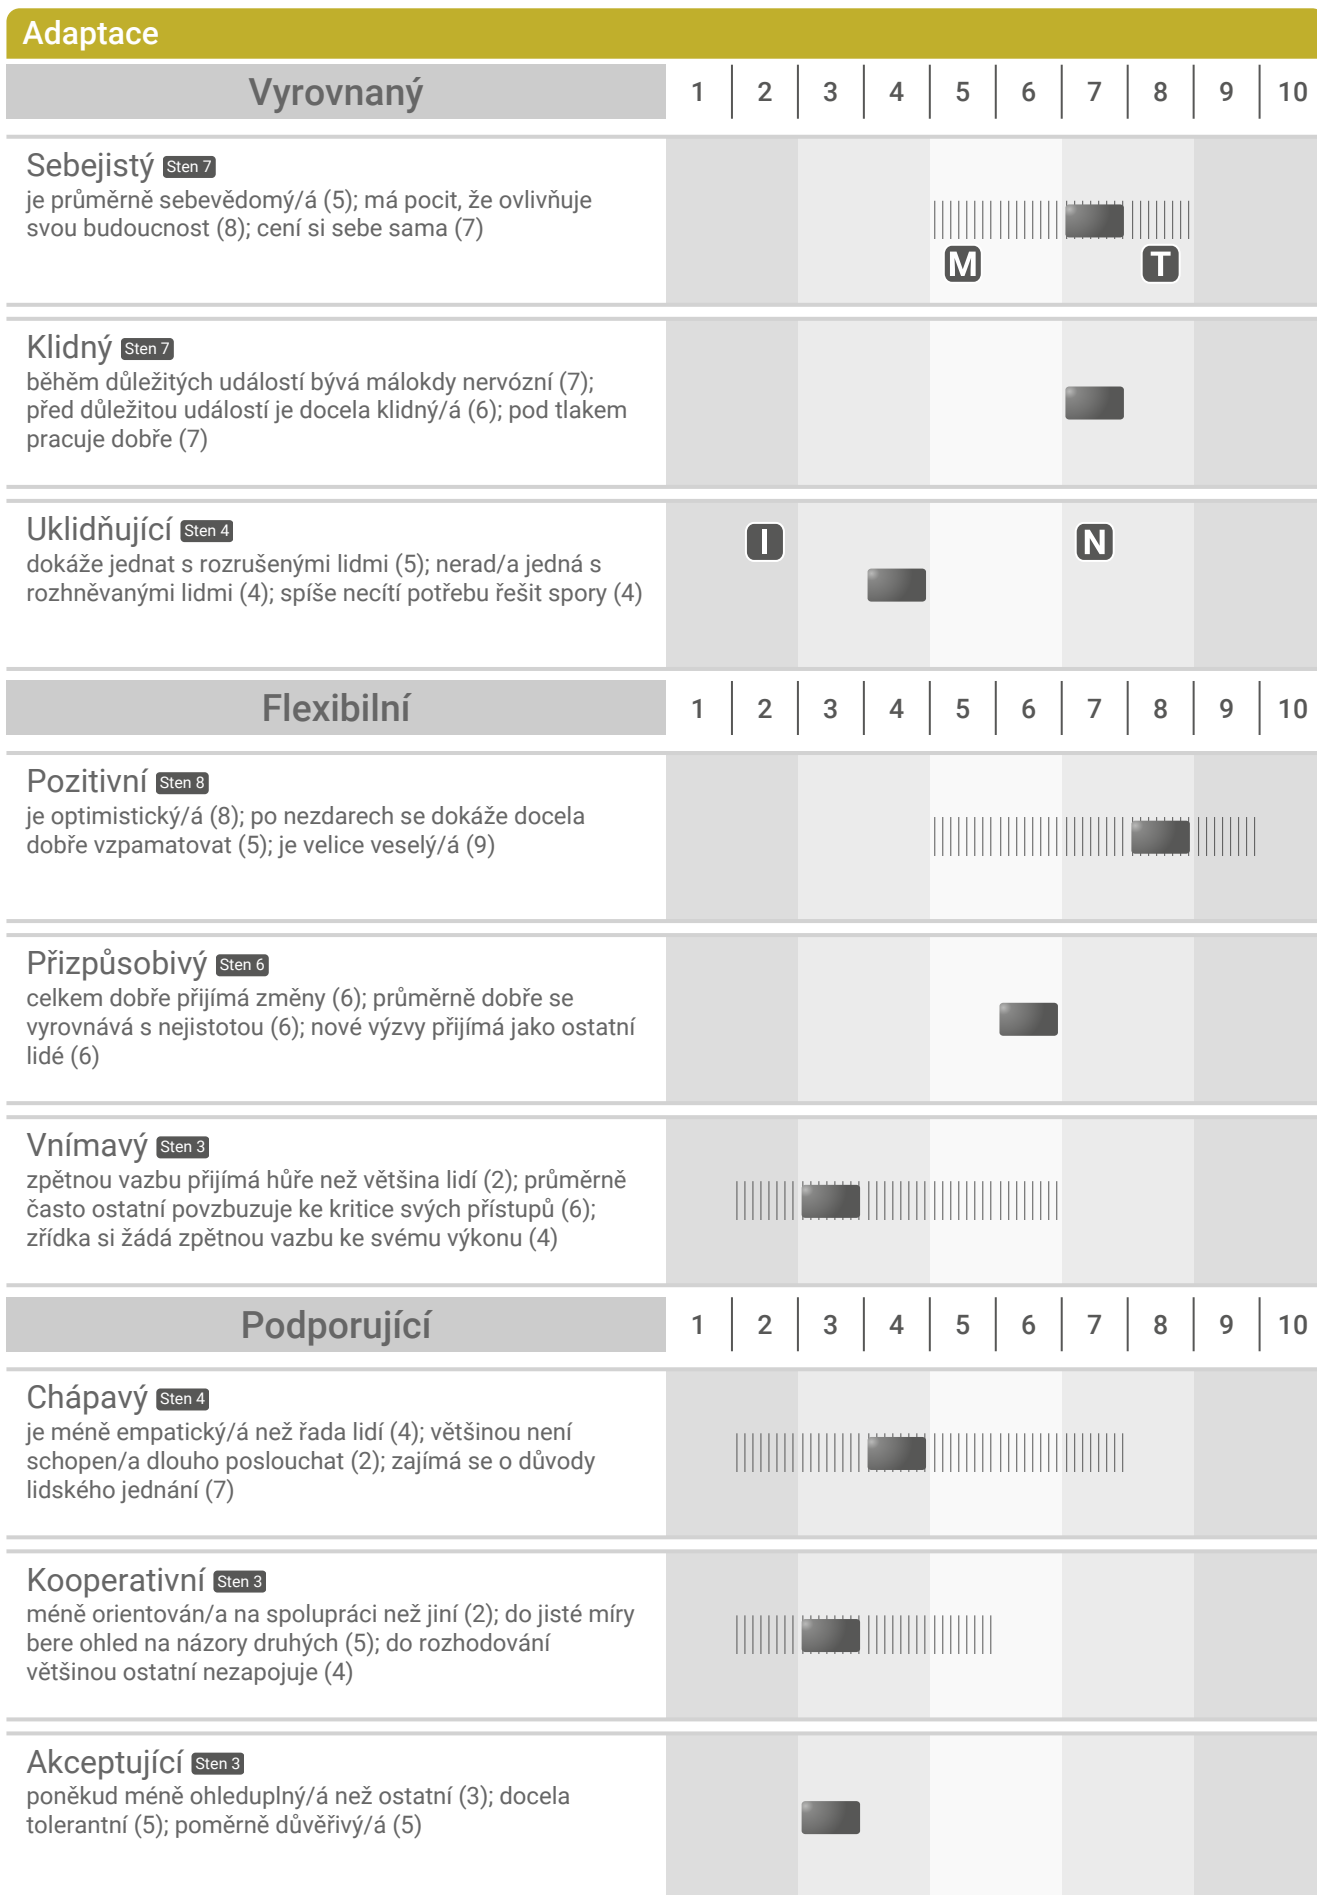 Adaptace
Vyrovnaný 1 2 3 4 5 6 7 8 9 10
Sebejistý Sten 7
je průměrně sebevědomý/á (5); má pocit, že ovlivňuje
svou budoucnost (8); cení si sebe sama (7)
M T
Klidný Sten 7
během důležitých událostí bývá málokdy nervózní (7);
před důležitou událostí je docela klidný/á (6); pod tlakem
pracuje dobře (7)
Uklidňující Sten 4
I N
dokáže jednat s rozrušenými lidmi (5); nerad/a jedná s
rozhněvanými lidmi (4); spíše necítí potřebu řešit spory (4)
Flexibilní 1 2 3 4 5 6 7 8 9 10
Pozitivní Sten 8
je optimistický/á (8); po nezdarech se dokáže docela
dobře vzpamatovat (5); je velice veselý/á (9)
Přizpůsobivý Sten 6
celkem dobře přijímá změny (6); průměrně dobře se
vyrovnává s nejistotou (6); nové výzvy přijímá jako ostatní
lidé (6)
Vnímavý Sten 3
zpětnou vazbu přijímá hůře než většina lidí (2); průměrně
často ostatní povzbuzuje ke kritice svých přístupů (6);
zřídka si žádá zpětnou vazbu ke svému výkonu (4)
Podporující 1 2 3 4 5 6 7 8 9 10
Chápavý Sten 4
je méně empatický/á než řada lidí (4); většinou není
schopen/a dlouho poslouchat (2); zajímá se o důvody
lidského jednání (7)
Kooperativní Sten 3
méně orientován/a na spolupráci než jiní (2); do jisté míry
bere ohled na názory druhých (5); do rozhodování
většinou ostatní nezapojuje (4)
Akceptující Sten 3
poněkud méně ohleduplný/á než ostatní (3); docela
tolerantní (5); poměrně důvěřivý/á (5)